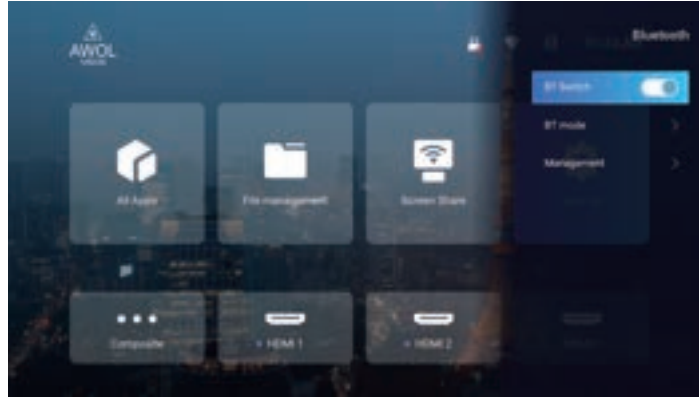 AWOL
Bluetooth
BT Switch
BT mode
Management
All Apps
File management
Screen Share
Composite
HDMI 1
HDMI 2